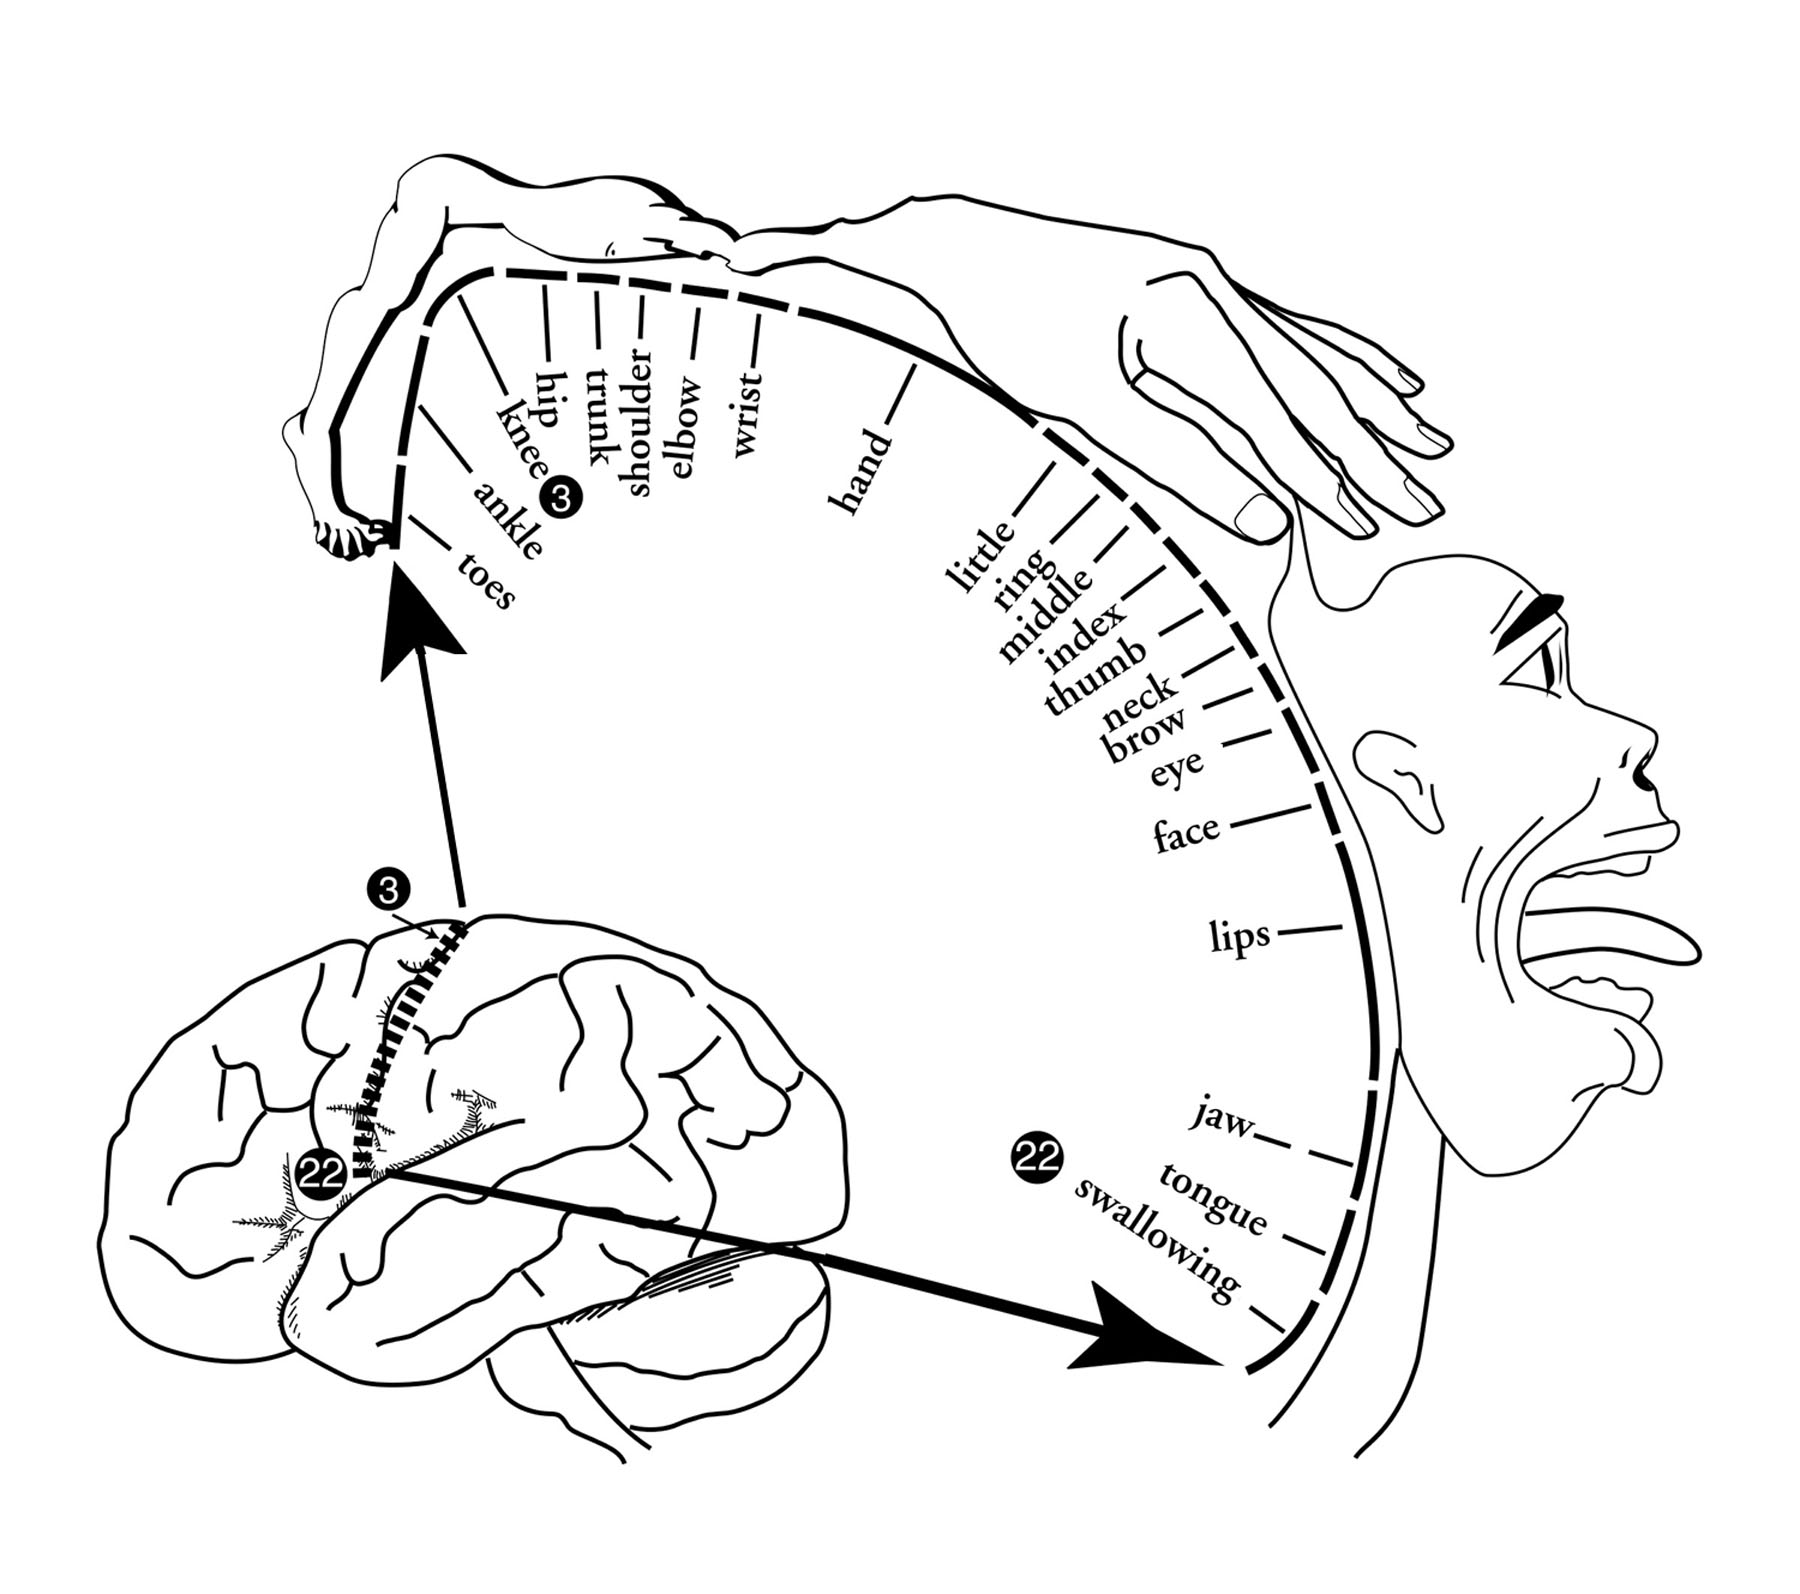 toes
ankle
knee
3
hip
trunk
shoulder
elbow
wrist
hand
little
ring
middle
index
thumb
neck
brow
eye
face
lips
jaw
tongue
swallowing
22
3
22